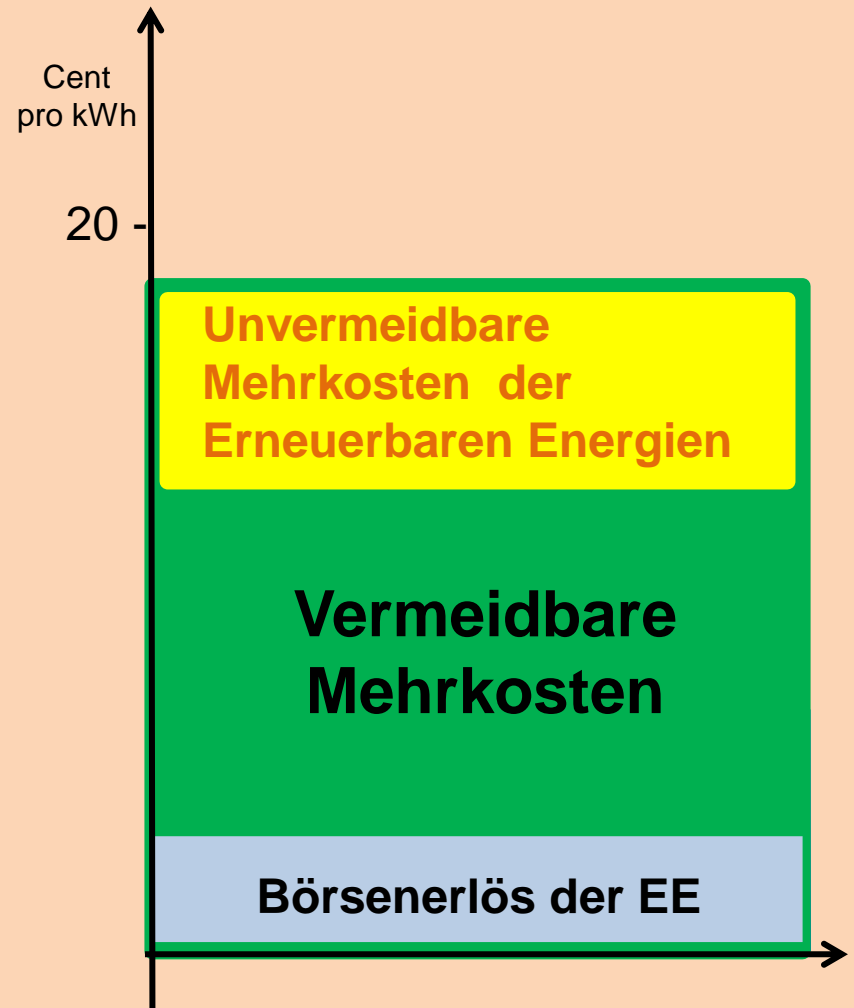 Cent
pro kWh
20 -
Unvermeidbare
Mehrkosten der
Erneuerbaren Energien
Vermeidbare
Mehrkosten
Börsenerlös der EE